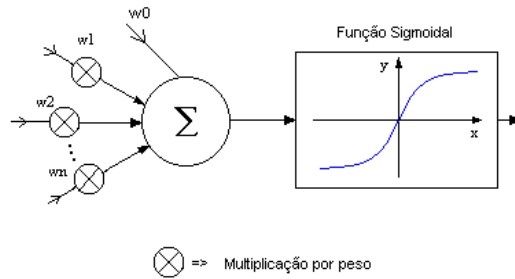 w0
w1
w2
wn
Σ
Função Sigmoidal
y
x
=> Multiplicação por peso